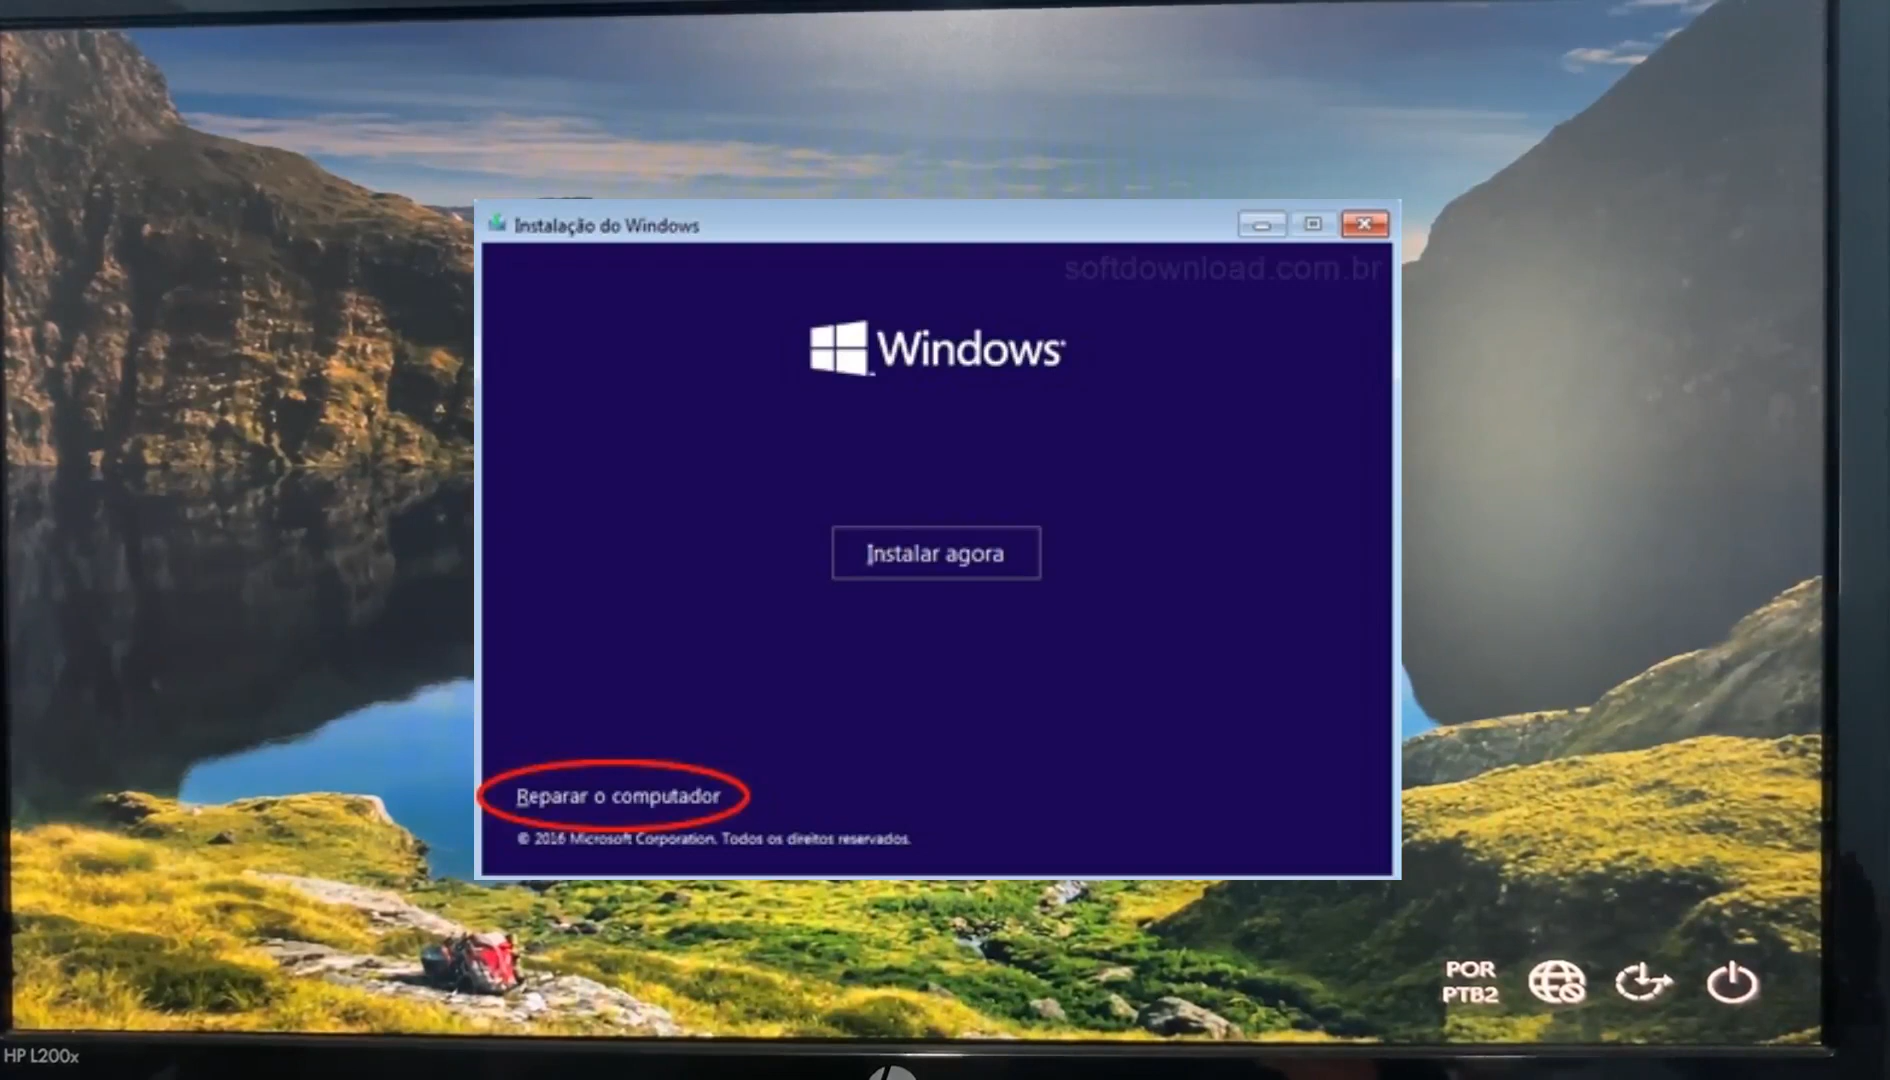 Instalação do Windows
softdownload.com.br
Windows
Instalar agora
Reparar o computador
© 2016 Microsoft Corporation. Todos os direitos reservados.
POR
PTB2
HP L200x